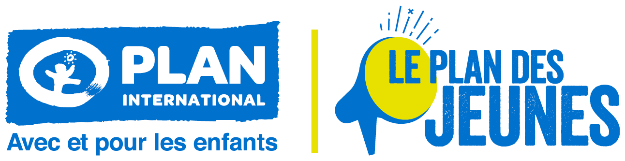 PLAN
INTERNATIONAL
Avec et pour les enfants
LE PLAN DES
JEUNES